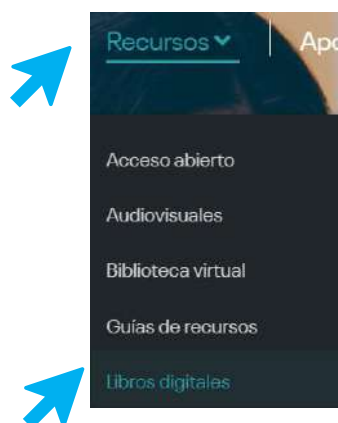 Recursos
Acceso abierto
Audiovisuales
Biblioteca virtual
Guías de recursos
Libros digitales